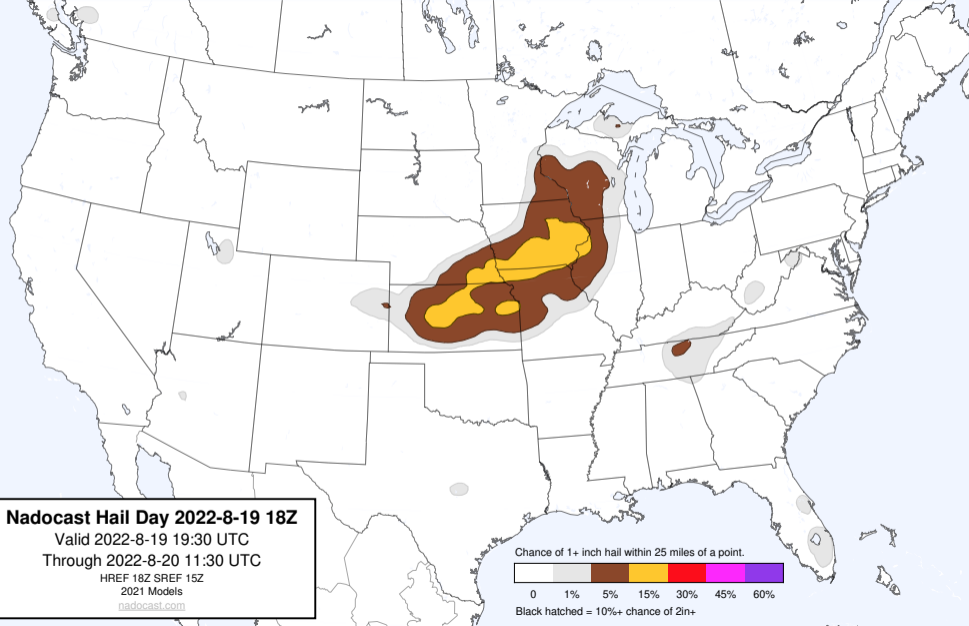 Nadocast Hail Day 2022-8-19 18Z
Valid 2022-8-19 19:30 UTC
Through 2022-8-20 11:30 UTC
HREF 18Z SREF 15Z
2021 Models
nadocast.com
Chance of 1+ inch hail within 25 miles of a point.
0 1% 5% 15% 30% 45% 60%
Black hatched = 10%+ chance of 2in+